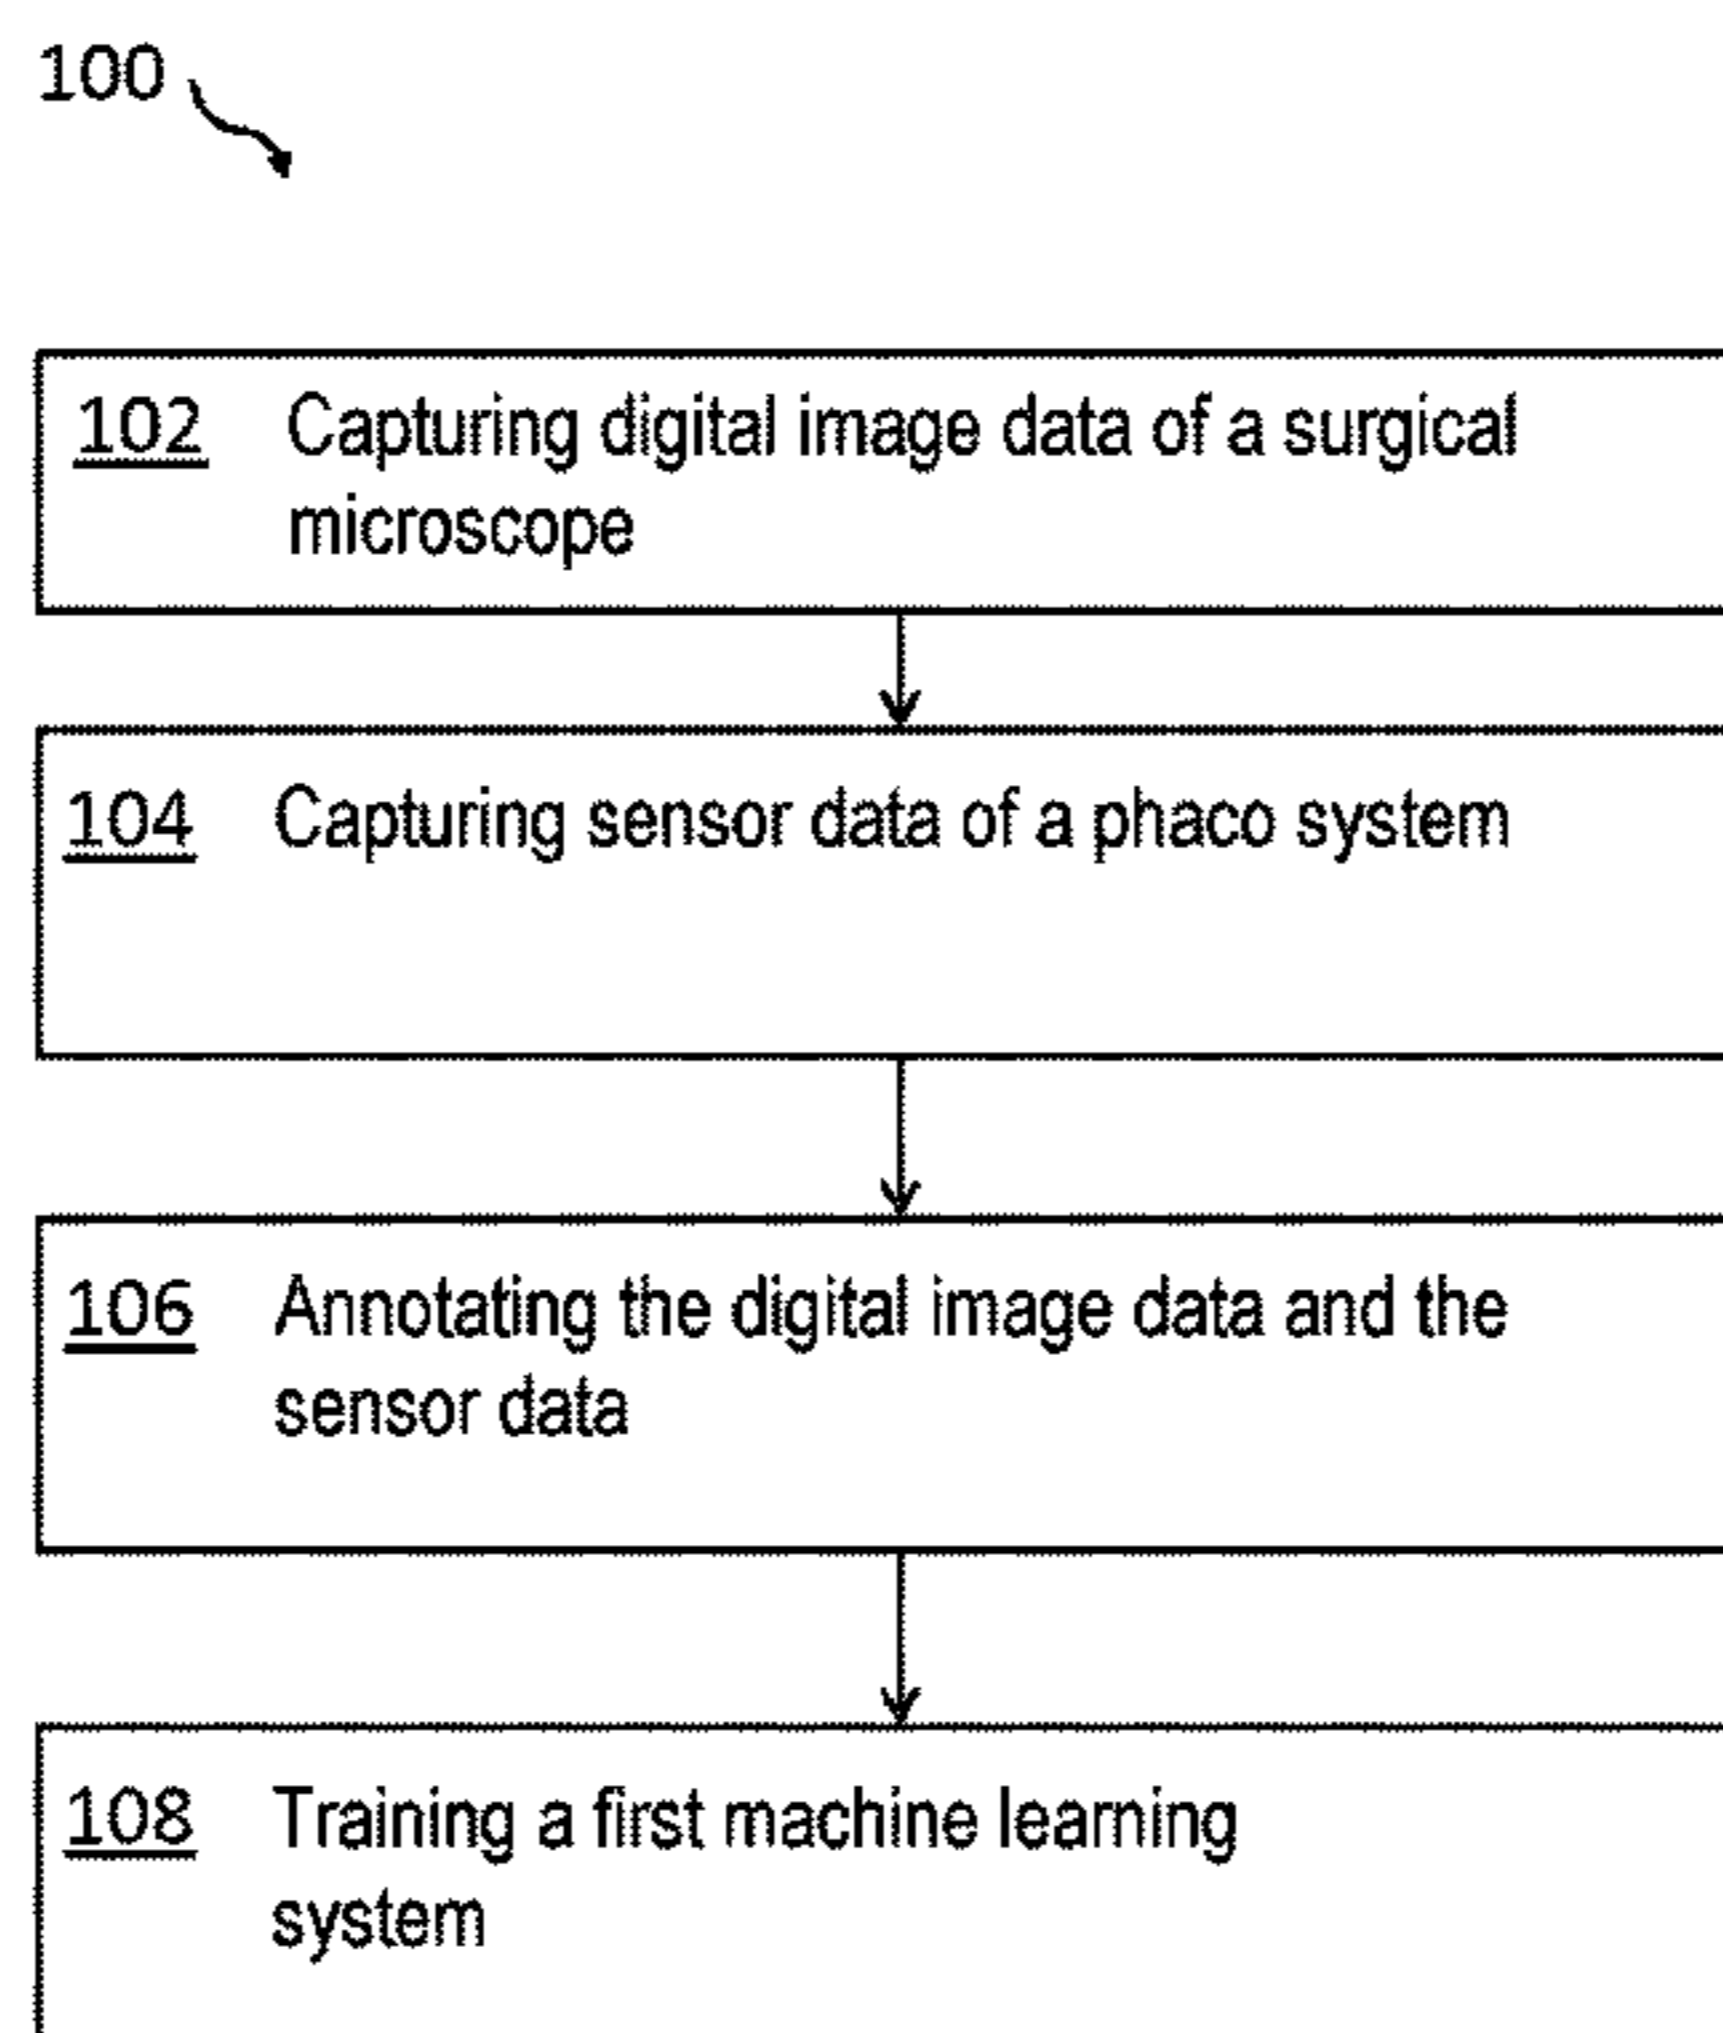 100
102 Capturing digital image data of a surgical
microscope
104 Capturing sensor data of a phaco system
106 Annotating the digital image data and the
sensor data
108 Training a first machine learning
system